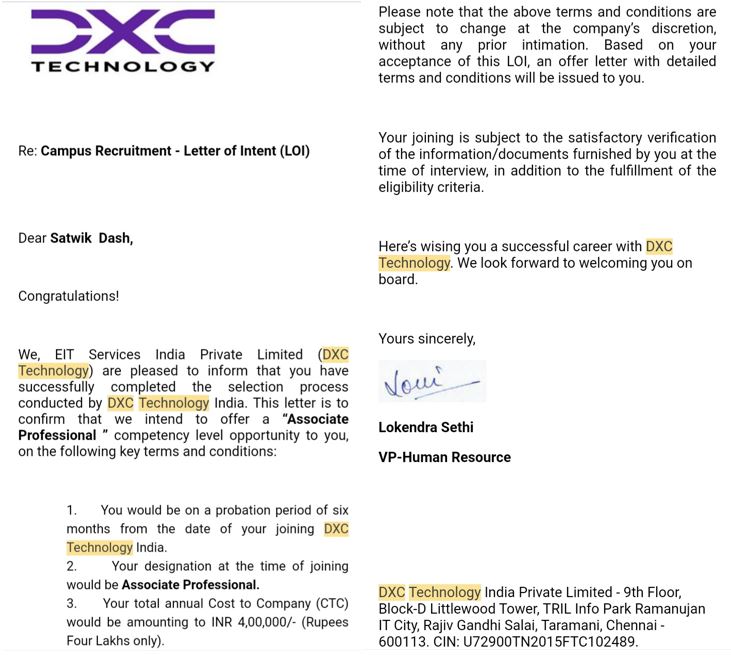 DXC
TECHNOLOGY
Re: Campus Recruitment - Letter of Intent (LOI)
Dear Satwik Dash,
Congratulations!
We, EIT Services India Private Limited (DXC
Technology) are pleased to inform that you have
successfully completed the selection process
conducted by DXC Technology India. This letter is to
confirm that we intend to offer a “Associate
Professional ” competency level opportunity to you,
on the following key terms and conditions:
1. You would be on a probation period of six
months from the date of your joining DXC
Technology India.
2. Your designation at the time of joining
would be Associate Professional.
3. Your total annual Cost to Company (CTC)
would be amounting to INR 4,00,000/- (Rupees
Four Lakhs only).
Please note that the above terms and conditions are
subject to change at the company’s discretion,
without any prior intimation. Based on your
acceptance of this LOI, an offer letter with detailed
terms and conditions will be issued to you.
Your joining is subject to the satisfactory verification
of the information/documents furnished by you at the
time of interview, in addition to the fulfillment of the
eligibility criteria.
Here’s wising you a successful career with DXC
Technology. We look forward to welcoming you on
board.
Yours sincerely,
Lokendra Sethi
VP-Human Resource
DXC Technology India Private Limited - 9th Floor,
Block-D Littlewood Tower, TRIL Info Park Ramanujan
IT City, Rajiv Gandhi Salai, Taramani, Chennai -
600113. CIN: U72900TN2015FTC102489.